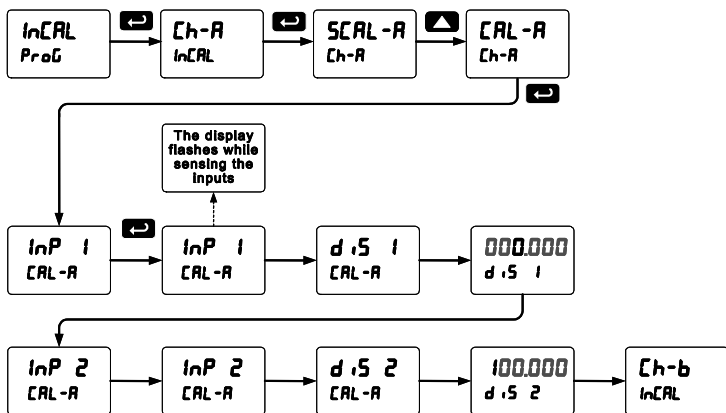 InCAL
ProG
Ch-A
InCAL
SCAL-A
Ch-A
CAL-A
Ch-A
The display
flashes while
sensing the
inputs
InP 1
CAL-A
InP 1
CAL-A
diS 1
CAL-A
000.000
diS 1
InP 2
CAL-A
InP 2
CAL-A
diS 2
CAL-A
100.000
diS 2
Ch-b
InCAL